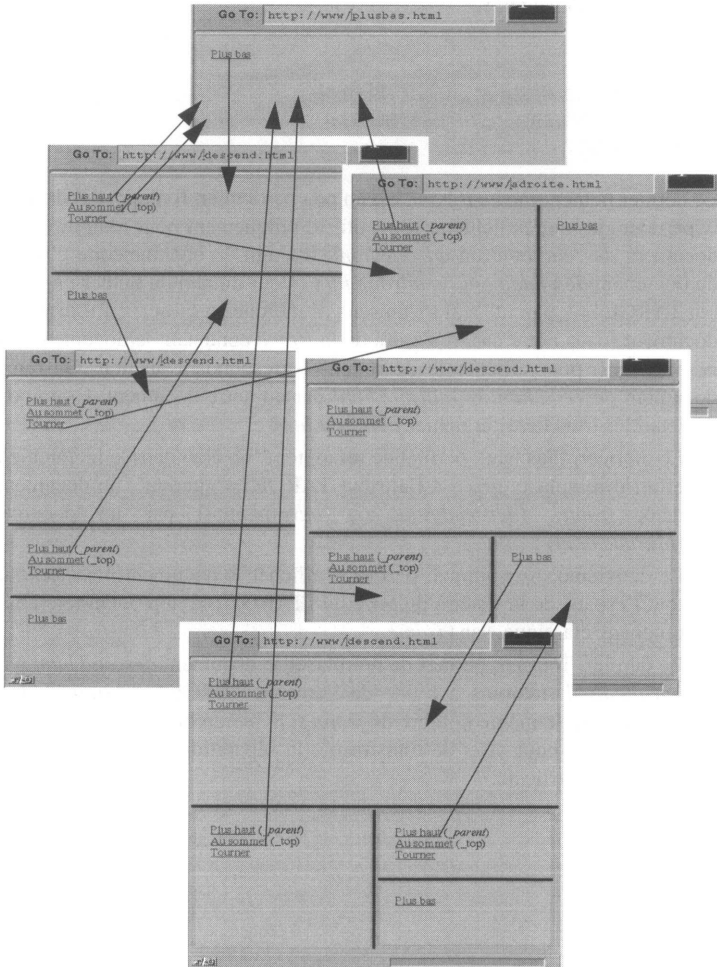 Go To: http://www/plusbas.html
Plus bas
Go To: http://www/descend.html
Plus haut (_parent)
Au sommet (_top)
Tourner
Plus bas
Go To: http://www/adroite.html
Plus haut (_parent)
Au sommet (_top)
Tourner
Plus bas
Go To: http://www/descend.html
Plus haut (_parent)
Au sommet (_top)
Tourner
Plus haut (_parent)
Au sommet (_top)
Tourner
Plus bas
Go To: http://www/descend.html
Plus haut (_parent)
Au sommet (_top)
Tourner
Plus haut (_parent)
Au sommet (_top)
Tourner
Plus bas
Go To: http://www/descend.html
Plus haut (_parent)
Au sommet (_top)
Tourner
Plus haut (_parent)
Au sommet (_top)
Tourner
Plus haut (_parent)
Au sommet (_top)
Tourner
Plus bas